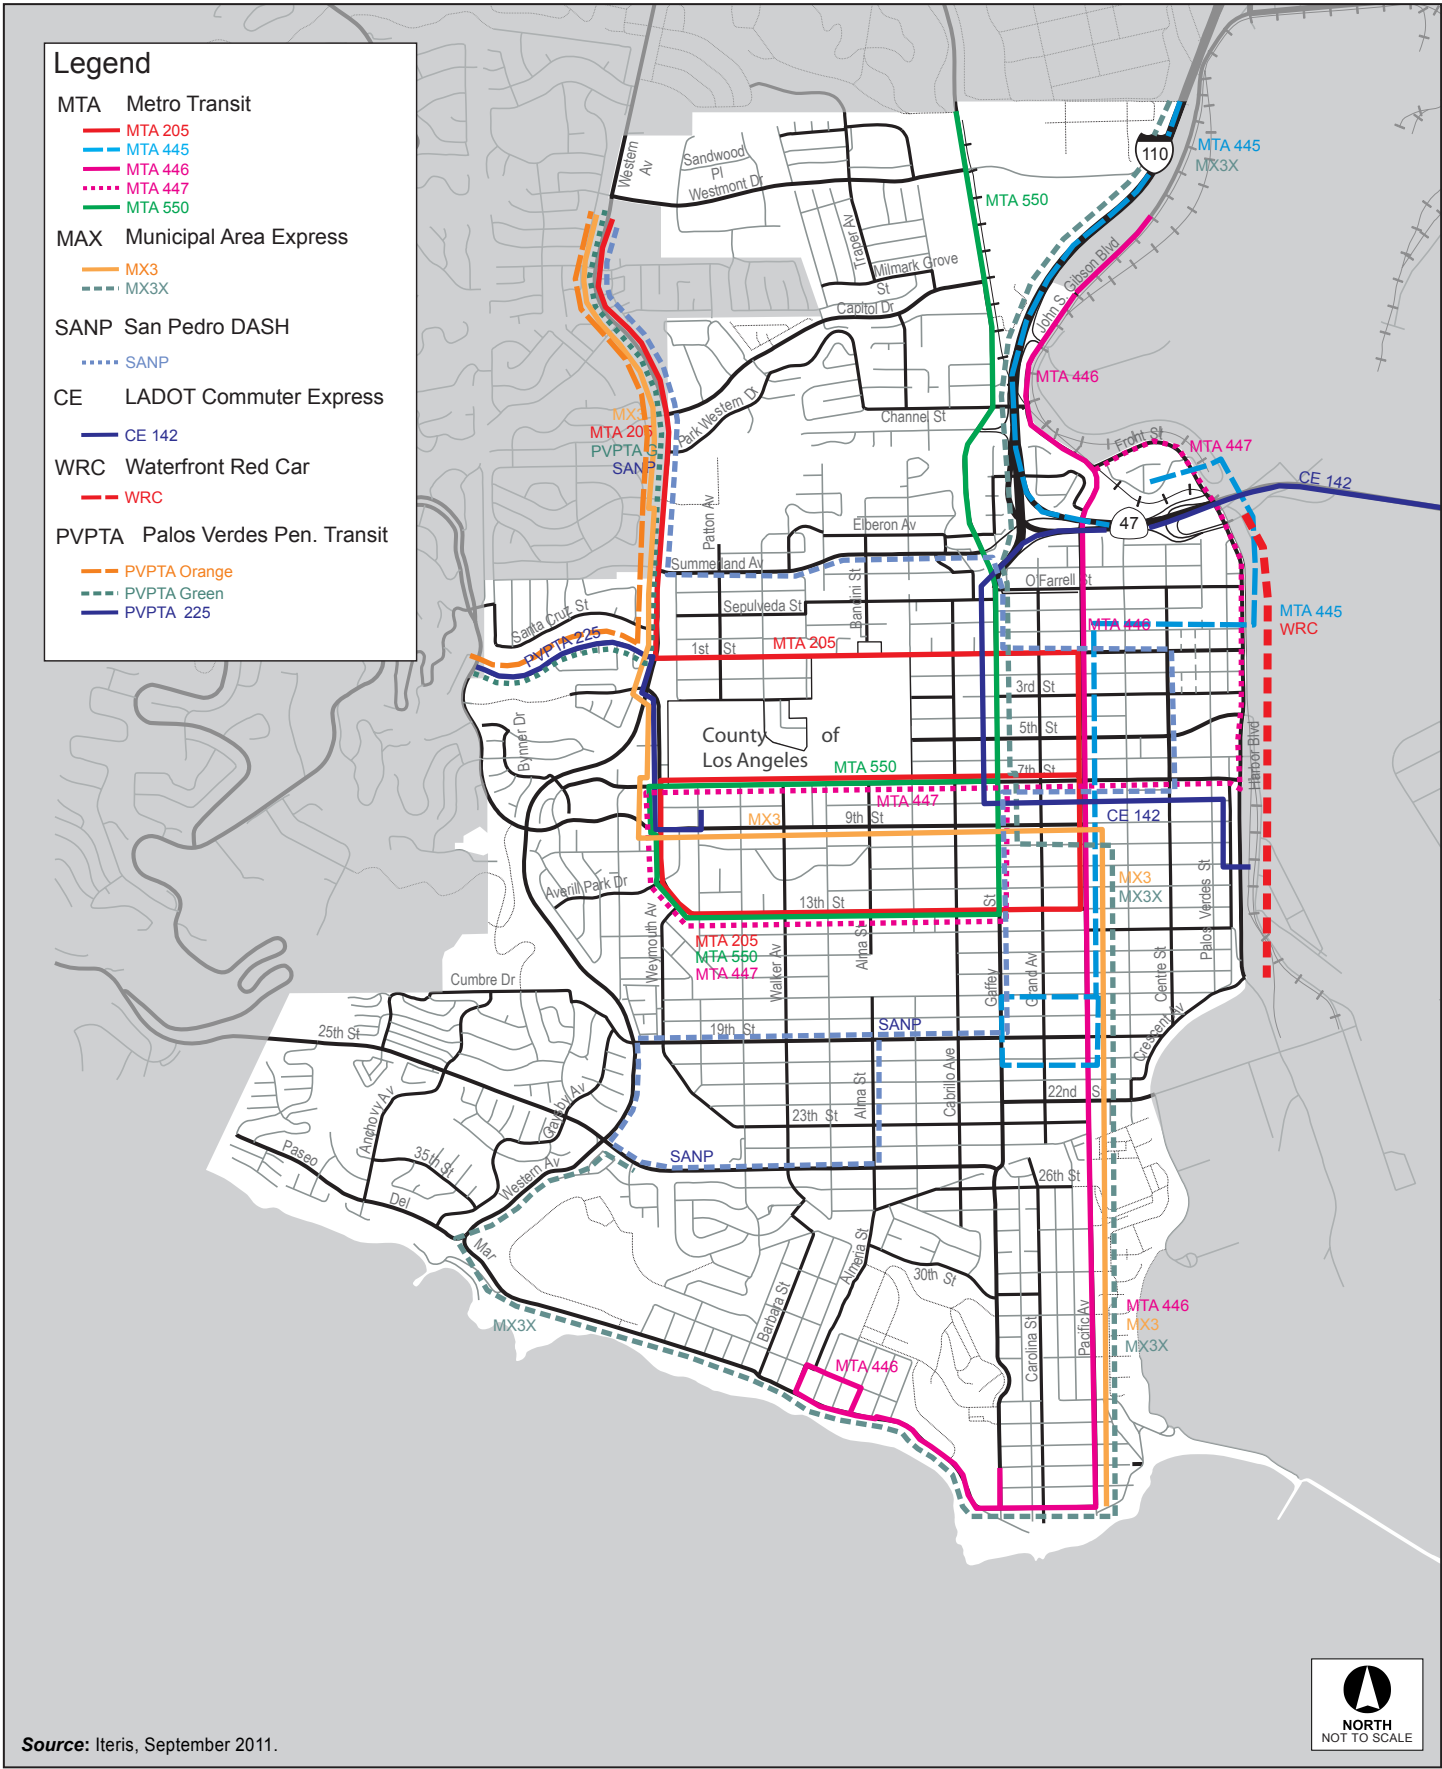 Legend
MTA Metro Transit
MTA 205
MTA 445
MTA 446
MTA 447
MTA 550
MAX Municipal Area Express
MX3
MX3X
SANP San Pedro DASH
SANP
CE LADOT Commuter Express
CE 142
WRC Waterfront Red Car
WRC
PVPTA Palos Verdes Pen. Transit
PVPTA Orange
PVPTA Green
PVPTA 225
Western
Av
Sandwood
Pl
Westmont Dr
110
MTA 445
MX3X
MTA 550
Traper Av
Milmark Grove
St
Capitol Dr
John S. Gibson Blvd
MTA 446
Park Western Dr
Channel St
MX3
MTA 205
PVPTA G
SANP
Front St
MTA 447
CE 142
47
Patton Av
Elberon Av
Summerland Av
Bandini St
O'Farrell St
Sepulveda St
Santa Cruz St
PVPTA 225
1st St
MTA 205
MTA 446
MTA 445
WRC
3rd St
5th St
7th St
County of
Los Angeles
MTA 550
MTA 447
Bynner Dr
Harbor Blvd
MX3
9th St
CE 142
Averill Park Dr
13th St
St
MX3
MX3X
Palos Verdes St
Weymouth Av
MTA 205
MTA 550
MTA 447
Walker Av
Alma St
Gaffey
Grand Av
Centre St
Cumbre Dr
25th St
19th St
SANP
Crescent Av
Anchovy Av
Gaysby Av
Alma St
Cabrillo Ave
22nd S
23th St
Paseo
35th St
Western Av
SANP
26th St
Del
Mar
Almeria St
30th St
Barbara St
Carolina St
Pacific Av
MX3X
MTA 446
MX3
MX3X
MTA 446
NORTH
NOT TO SCALE
Source: Iteris, September 2011.